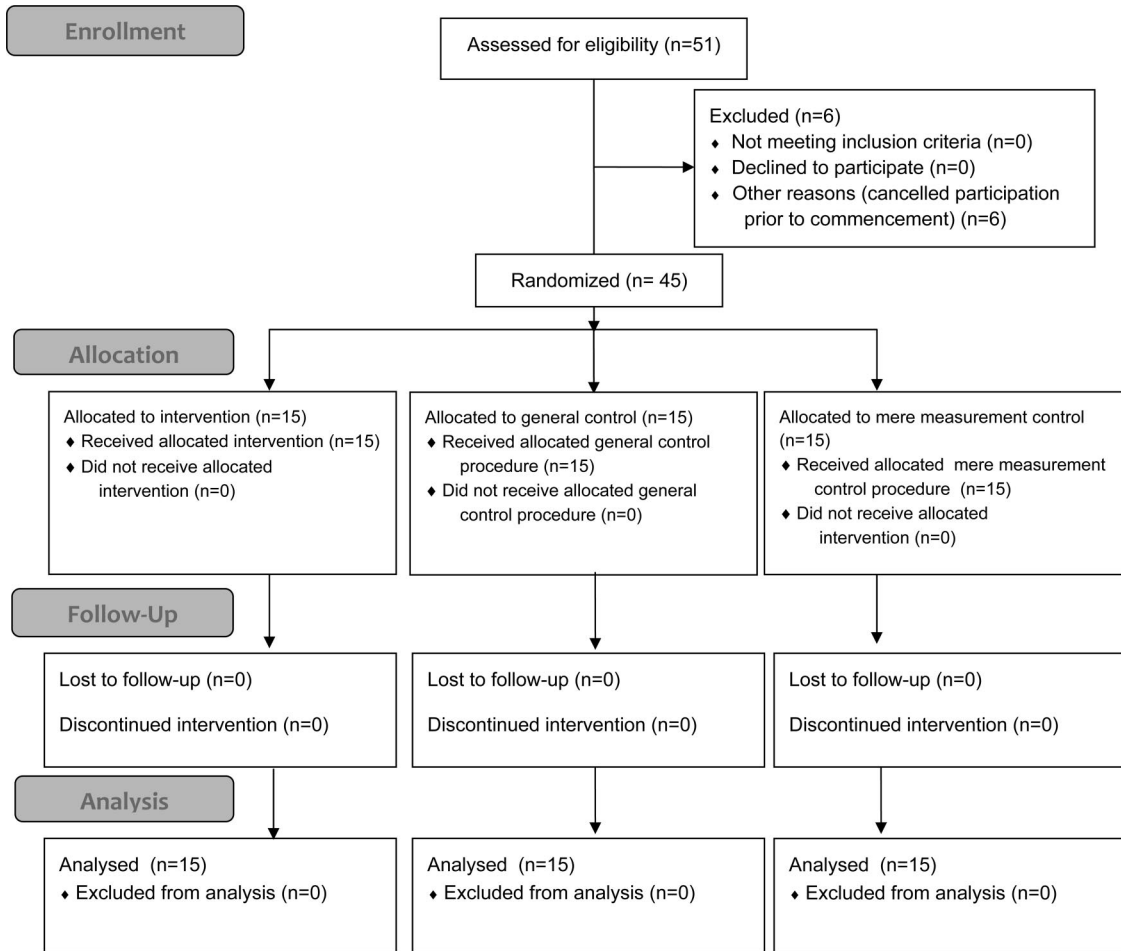 Enrollment
Assessed for eligibility (n=51)
Excluded (n=6)
♦ Not meeting inclusion criteria (n=0)
♦ Declined to participate (n=0)
♦ Other reasons (cancelled participation
prior to commencement) (n=6)
Randomized (n= 45)
Allocation
Allocated to intervention (n=15)
♦ Received allocated intervention (n=15)
♦ Did not receive allocated
intervention (n=0)
Allocated to general control (n=15)
♦ Received allocated general control
procedure (n=15)
♦ Did not receive allocated general
control procedure (n=0)
Allocated to mere measurement control
(n=15)
♦ Received allocated mere measurement
control procedure (n=15)
♦ Did not receive allocated
intervention (n=0)
Follow-Up
Lost to follow-up (n=0)
Discontinued intervention (n=0)
Lost to follow-up (n=0)
Discontinued intervention (n=0)
Lost to follow-up (n=0)
Discontinued intervention (n=0)
Analysis
Analysed (n=15)
♦ Excluded from analysis (n=0)
Analysed (n=15)
♦ Excluded from analysis (n=0)
Analysed (n=15)
♦ Excluded from analysis (n=0)